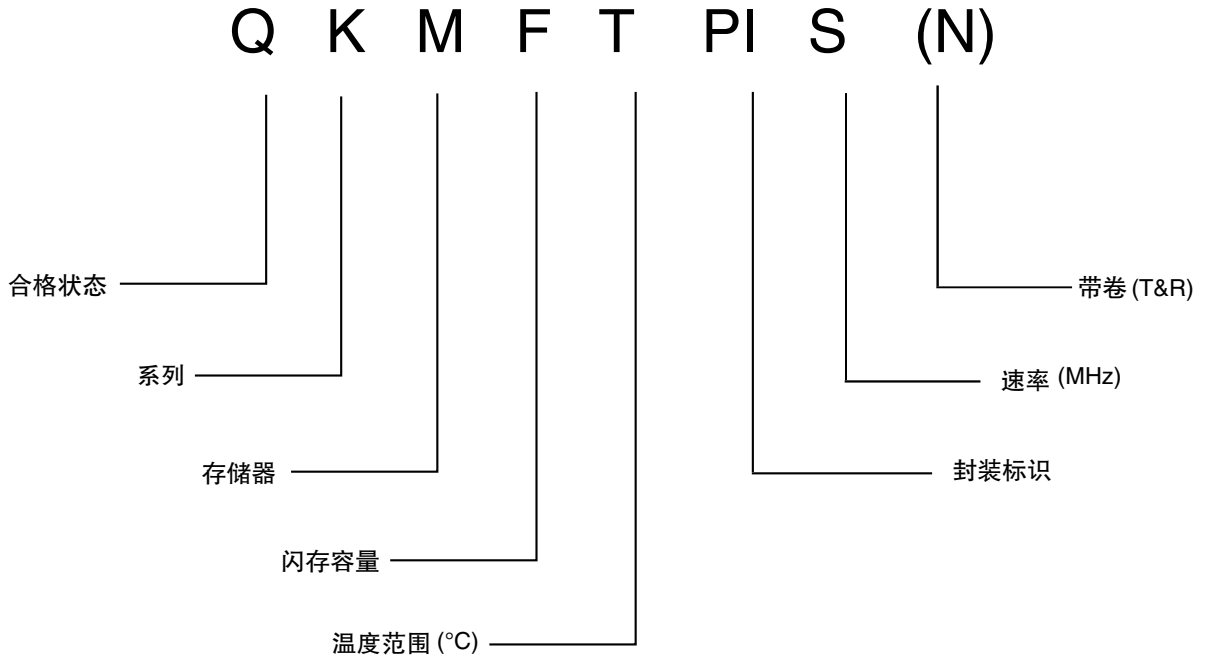 Q K M F T PI S (N)
合格状态
带卷 (T&R)
系列
速率 (MHz)
存储器
封装标识
闪存容量
温度范围 (°C)